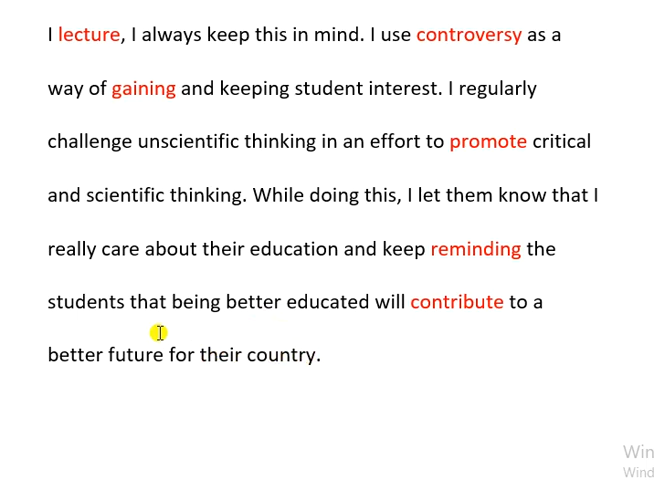 I lecture, I always keep this in mind. I use controversy as a
way of gaining and keeping student interest. I regularly
challenge unscientific thinking in an effort to promote critical
and scientific thinking. While doing this, I let them know that I
really care about their education and keep reminding the
students that being better educated will contribute to a
better future for their country.
Win
Wind